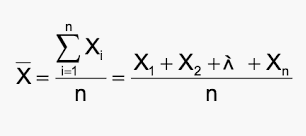 X̅ = ∑ᵢ₌₁ⁿ Xᵢ / n = X₁ + X₂ + λ + Xₙ / n